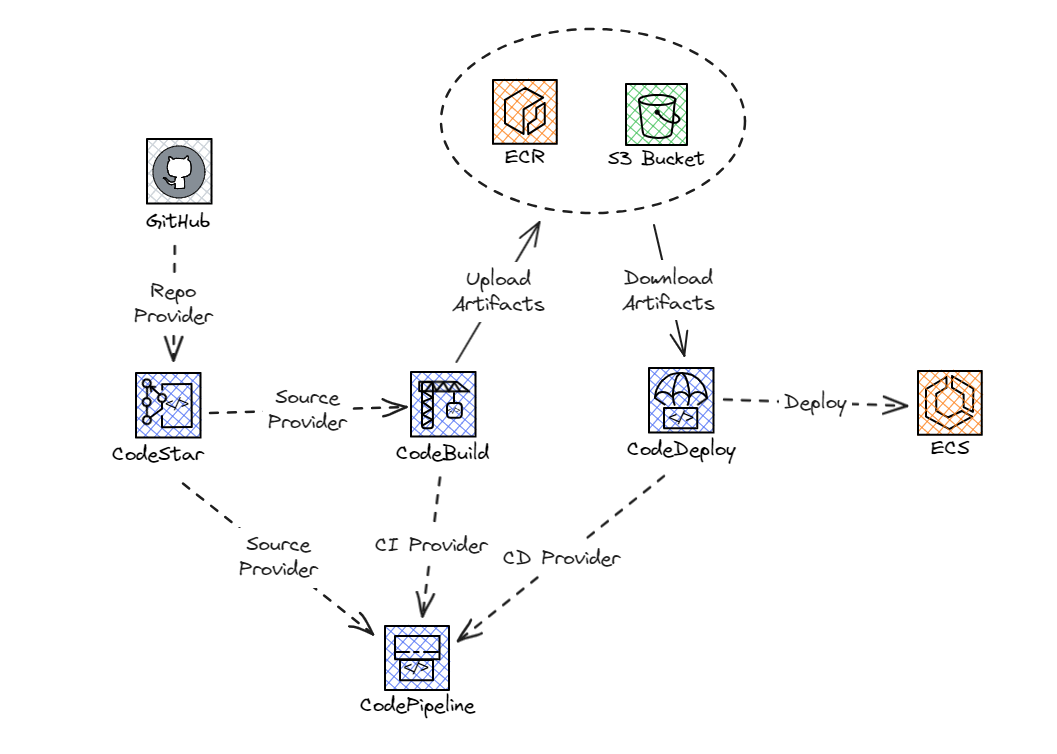 ECR
S3 Bucket
GitHub
Repo
Provider
Upload
Artifacts
Download
Artifacts
CodeStar
Source
Provider
CodeBuild
CodeDeploy
Deploy
ECS
Source
Provider
CI Provider
CD Provider
CodePipeline